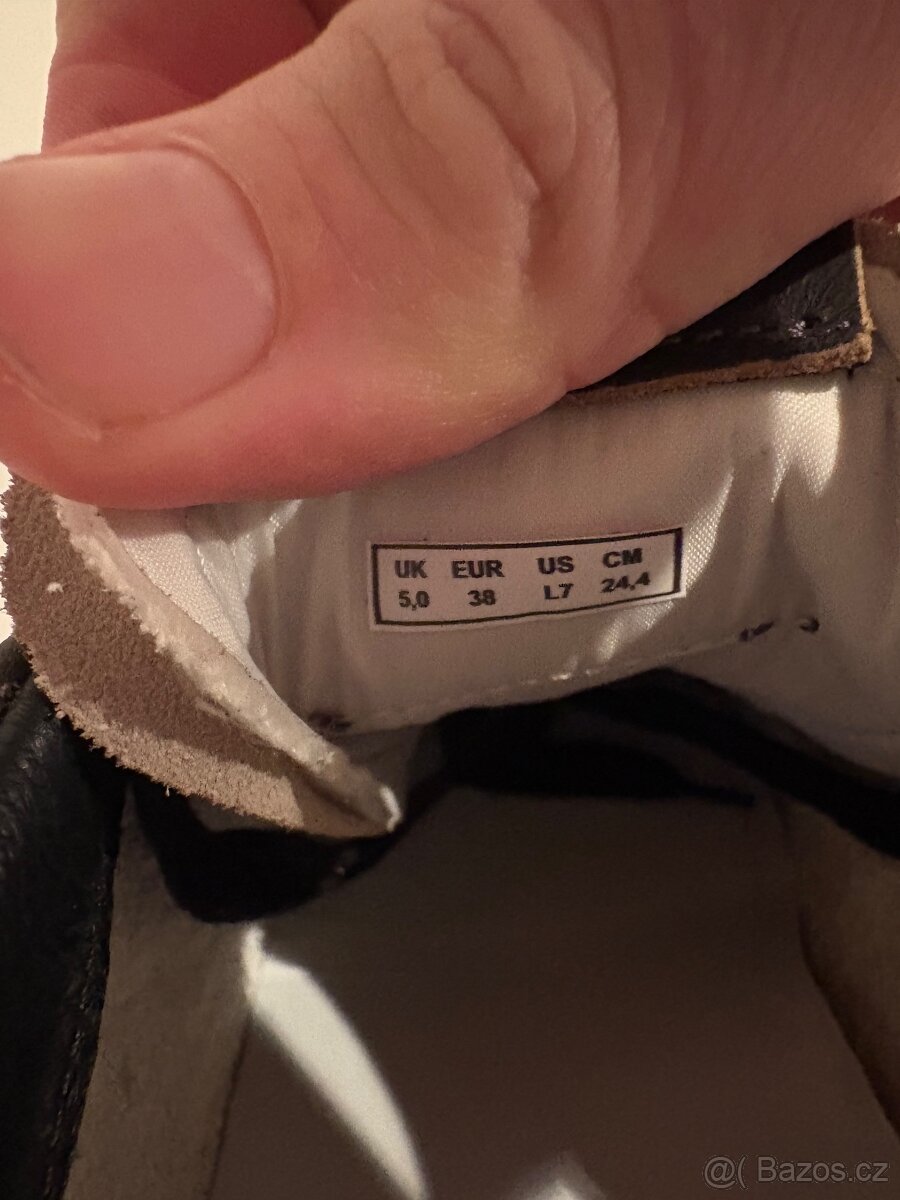 UK EUR US CM
5,0 38 L7 24,4
@( Bazos.cz